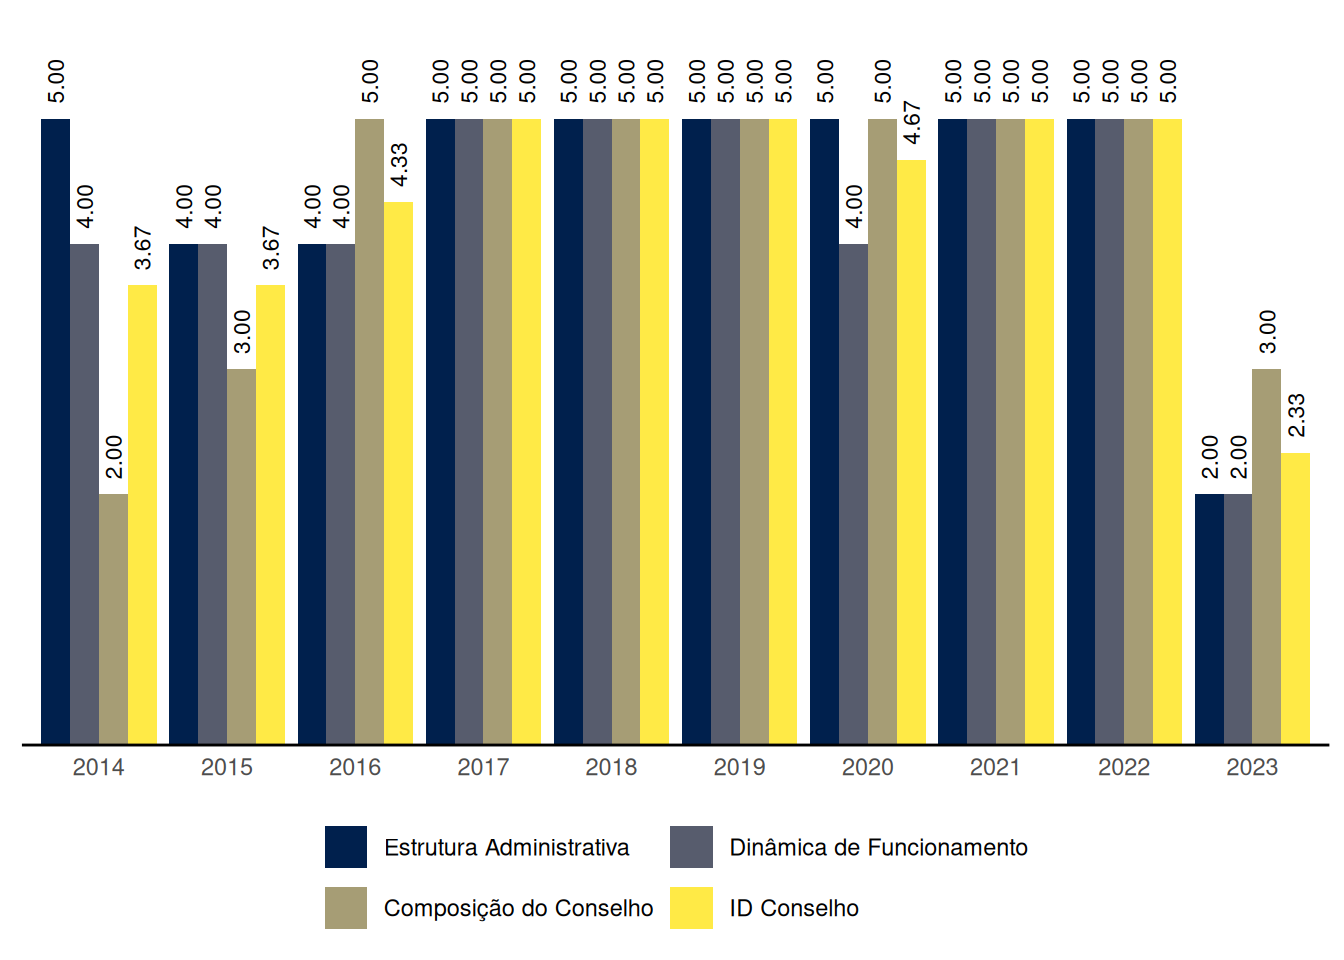 5.00 4.00 2.00 3.67 4.00 4.00 3.00 3.67 4.00 4.00 5.00 4.33 5.00 5.00 5.00 5.00 5.00 5.00 5.00 5.00 5.00 5.00 5.00 5.00 5.00 4.00 5.00 4.67 5.00 5.00 5.00 5.00 5.00 5.00 5.00 5.00 2.00 2.00 3.00 2.33
2014 2015 2016 2017 2018 2019 2020 2021 2022 2023
Estrutura Administrativa Dinâmica de Funcionamento
Composição do Conselho ID Conselho